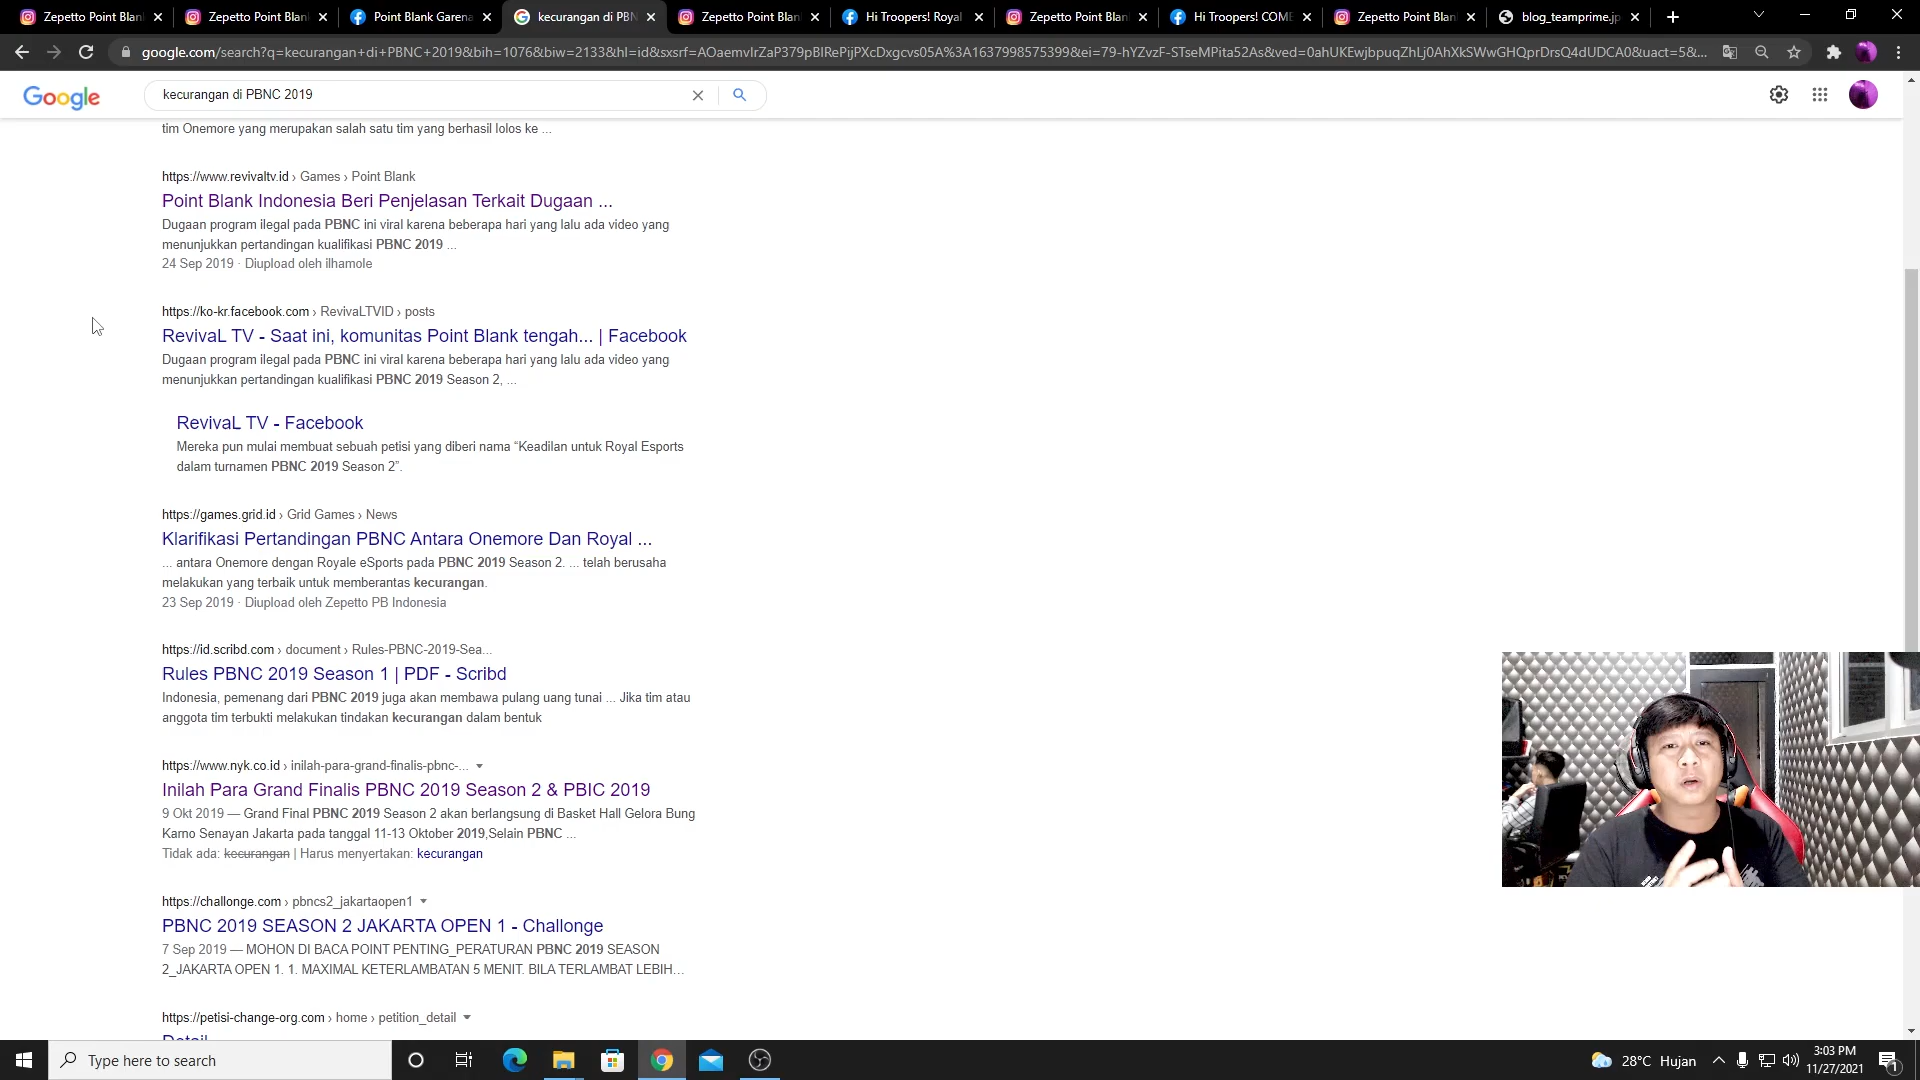 Zepetto Point Blan
Zepetto Point Blan
Point Blank Garena
kecurangan di PBN
Zepetto Point Blan
Hi Troopers! Royal
Zepetto Point Blan
Hi Troopers! COME
Zepetto Point Blan
blog_teamprime.jp
google.com/search?q=kecurangan+di+PBNC+2019&bih=1076&biw=2133&hl=id&sxsrf=AOaemvIrZaP379pBlRePijPXcDxgcvs05A%3A1637998575399&ei=79-hYZvzF-STseMPita52As&ved=0ahUKEwjbpuqZhLj0AhXkSWwGHQprDrsQ4dUDCA0&uact=5&...
Google
kecurangan di PBNC 2019
tim Onemore yang merupakan salah satu tim yang berhasil lolos ke ...
https://www.revivaltv.id › Games › Point Blank
Point Blank Indonesia Beri Penjelasan Terkait Dugaan ...
Dugaan program ilegal pada PBNC ini viral karena beberapa hari yang lalu ada video yang
menunjukkan pertandingan kualifikasi PBNC 2019 ...
24 Sep 2019 · Diupload oleh ilhamole
https://ko-kr.facebook.com › RevivaLTVID › posts
RevivaL TV - Saat ini, komunitas Point Blank tengah... | Facebook
Dugaan program ilegal pada PBNC ini viral karena beberapa hari yang lalu ada video yang
menunjukkan pertandingan kualifikasi PBNC 2019 Season 2, ...
RevivaL TV - Facebook
Mereka pun mulai membuat sebuah petisi yang diberi nama “Keadilan untuk Royal Esports
dalam turnamen PBNC 2019 Season 2”.
https://games.grid.id › Grid Games › News
Klarifikasi Pertandingan PBNC Antara Onemore Dan Royal ...
... antara Onemore dengan Royale eSports pada PBNC 2019 Season 2. ... telah berusaha
melakukan yang terbaik untuk memberantas kecurangan.
23 Sep 2019 · Diupload oleh Zepetto PB Indonesia
https://id.scribd.com › document › Rules-PBNC-2019-Sea...
Rules PBNC 2019 Season 1 | PDF - Scribd
Indonesia, pemenang dari PBNC 2019 juga akan membawa pulang uang tunai ... Jika tim atau
anggota tim terbukti melakukan tindakan kecurangan dalam bentuk
https://www.nyk.co.id › inilah-para-grand-finalis-pbnc-...
Inilah Para Grand Finalis PBNC 2019 Season 2 & PBIC 2019
9 Okt 2019 — Grand Final PBNC 2019 Season 2 akan berlangsung di Basket Hall Gelora Bung
Karno Senayan Jakarta pada tanggal 11-13 Oktober 2019,Selain PBNC ...
Tidak ada: kecurangan | Harus menyertakan: kecurangan
https://challonge.com › pbncs2_jakartaopen1
PBNC 2019 SEASON 2 JAKARTA OPEN 1 - Challonge
7 Sep 2019 — MOHON DI BACA POINT PENTING_PERATURAN PBNC 2019 SEASON
2_JAKARTA OPEN 1. 1. MAXIMAL KETERLAMBATAN 5 MENIT. BILA TERLAMBAT LEBIH...
https://petisi-change-org.com › home › petition_detail
Detail
Type here to search
28°C Hujan
3:03 PM
11/27/2021
1